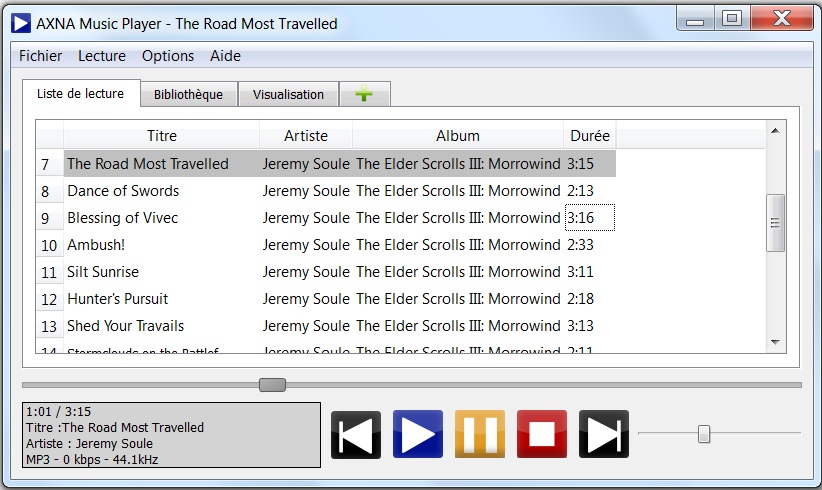 AXNA Music Player - The Road Most Travelled
Fichier Lecture Options Aide
Liste de lecture Bibliothèque Visualisation
Titre Artiste Album Durée
7 The Road Most Travelled Jeremy Soule The Elder Scrolls III: Morrowind 3:15
8 Dance of Swords Jeremy Soule The Elder Scrolls III: Morrowind 2:13
9 Blessing of Vivec Jeremy Soule The Elder Scrolls III: Morrowind 3:16
10 Ambush! Jeremy Soule The Elder Scrolls III: Morrowind 2:33
11 Silt Sunrise Jeremy Soule The Elder Scrolls III: Morrowind 3:11
12 Hunter's Pursuit Jeremy Soule The Elder Scrolls III: Morrowind 2:18
13 Shed Your Travails Jeremy Soule The Elder Scrolls III: Morrowind 3:13
14 Stormclouds on the Battlef Jeremy Soule The Elder Scrolls III: Morrowind 2:11
1:01 / 3:15
Titre :The Road Most Travelled
Artiste : Jeremy Soule
MP3 - 0 kbps - 44.1kHz